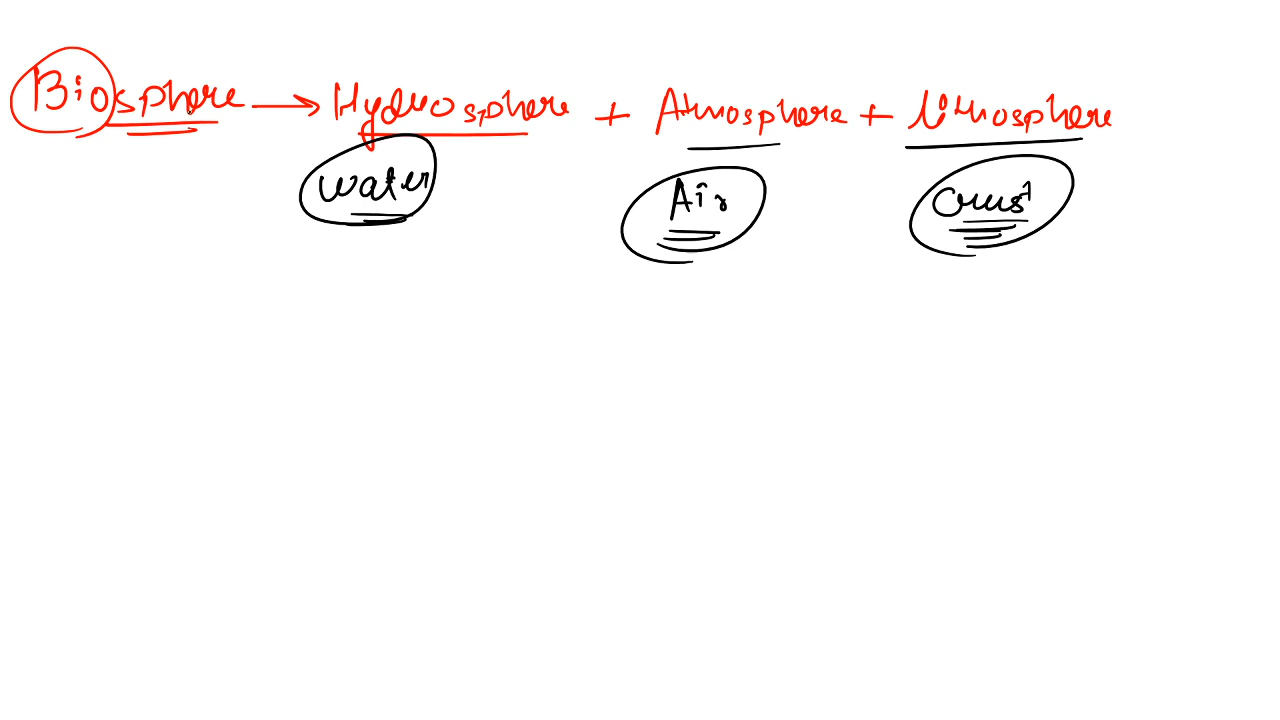 Biosphere → Hydrosphere + Atmosphere + Lithosphere
water Air Crust